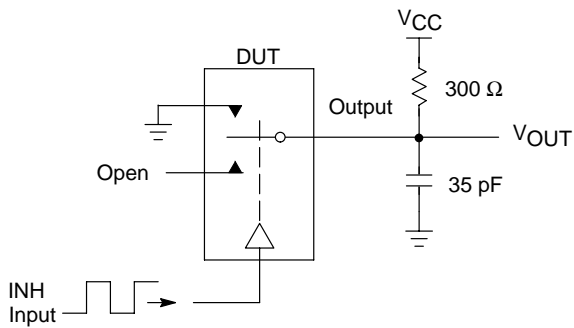 VCC
DUT
300 Ω
Output
VOUT
Open
35 pF
INH
Input